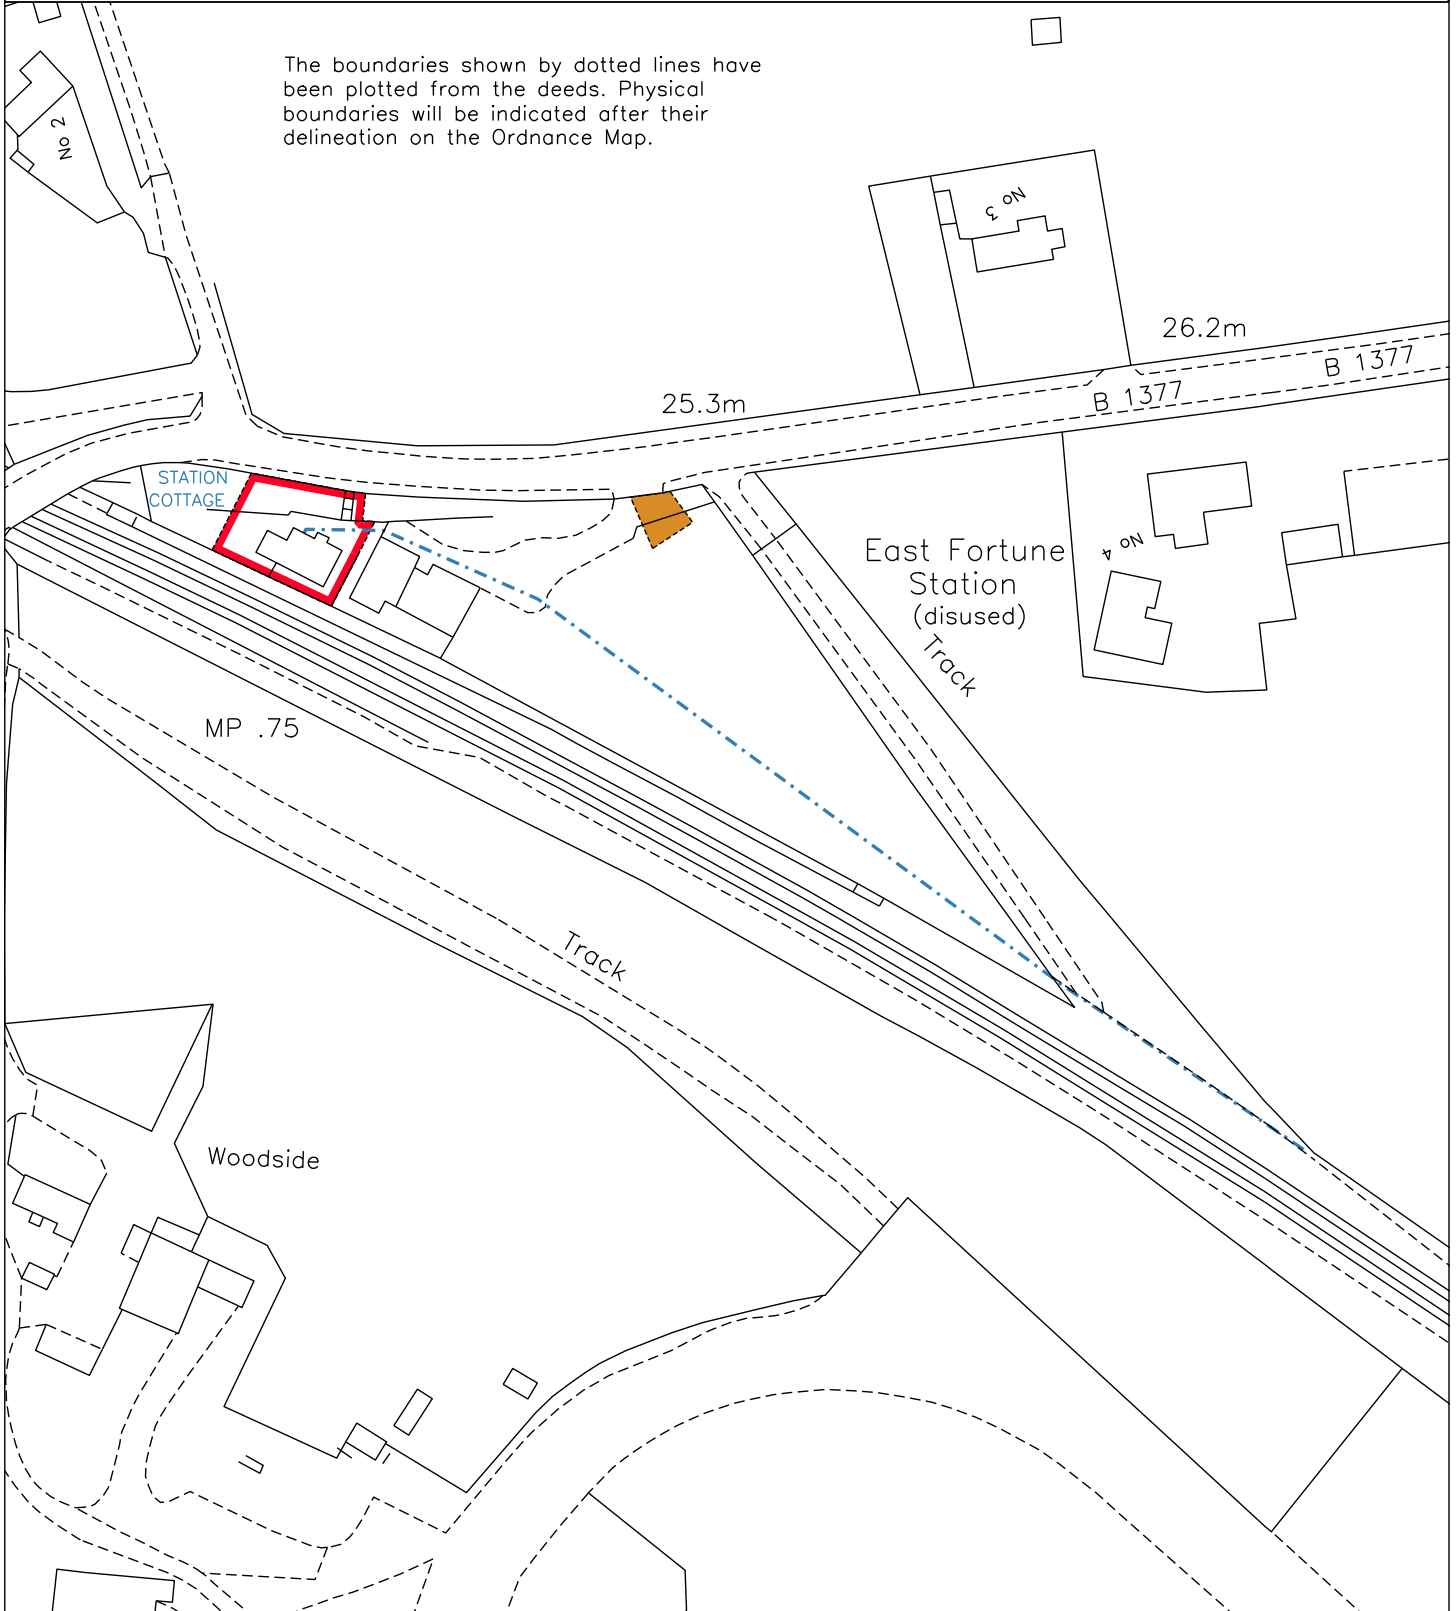 The boundaries shown by dotted lines have
been plotted from the deeds. Physical
boundaries will be indicated after their
delineation on the Ordnance Map.
No 2
No 3
26.2m
B 1377
B 1377
25.3m
STATION
COTTAGE
East Fortune
Station
(disused)
No 4
Track
MP .75
Track
Woodside